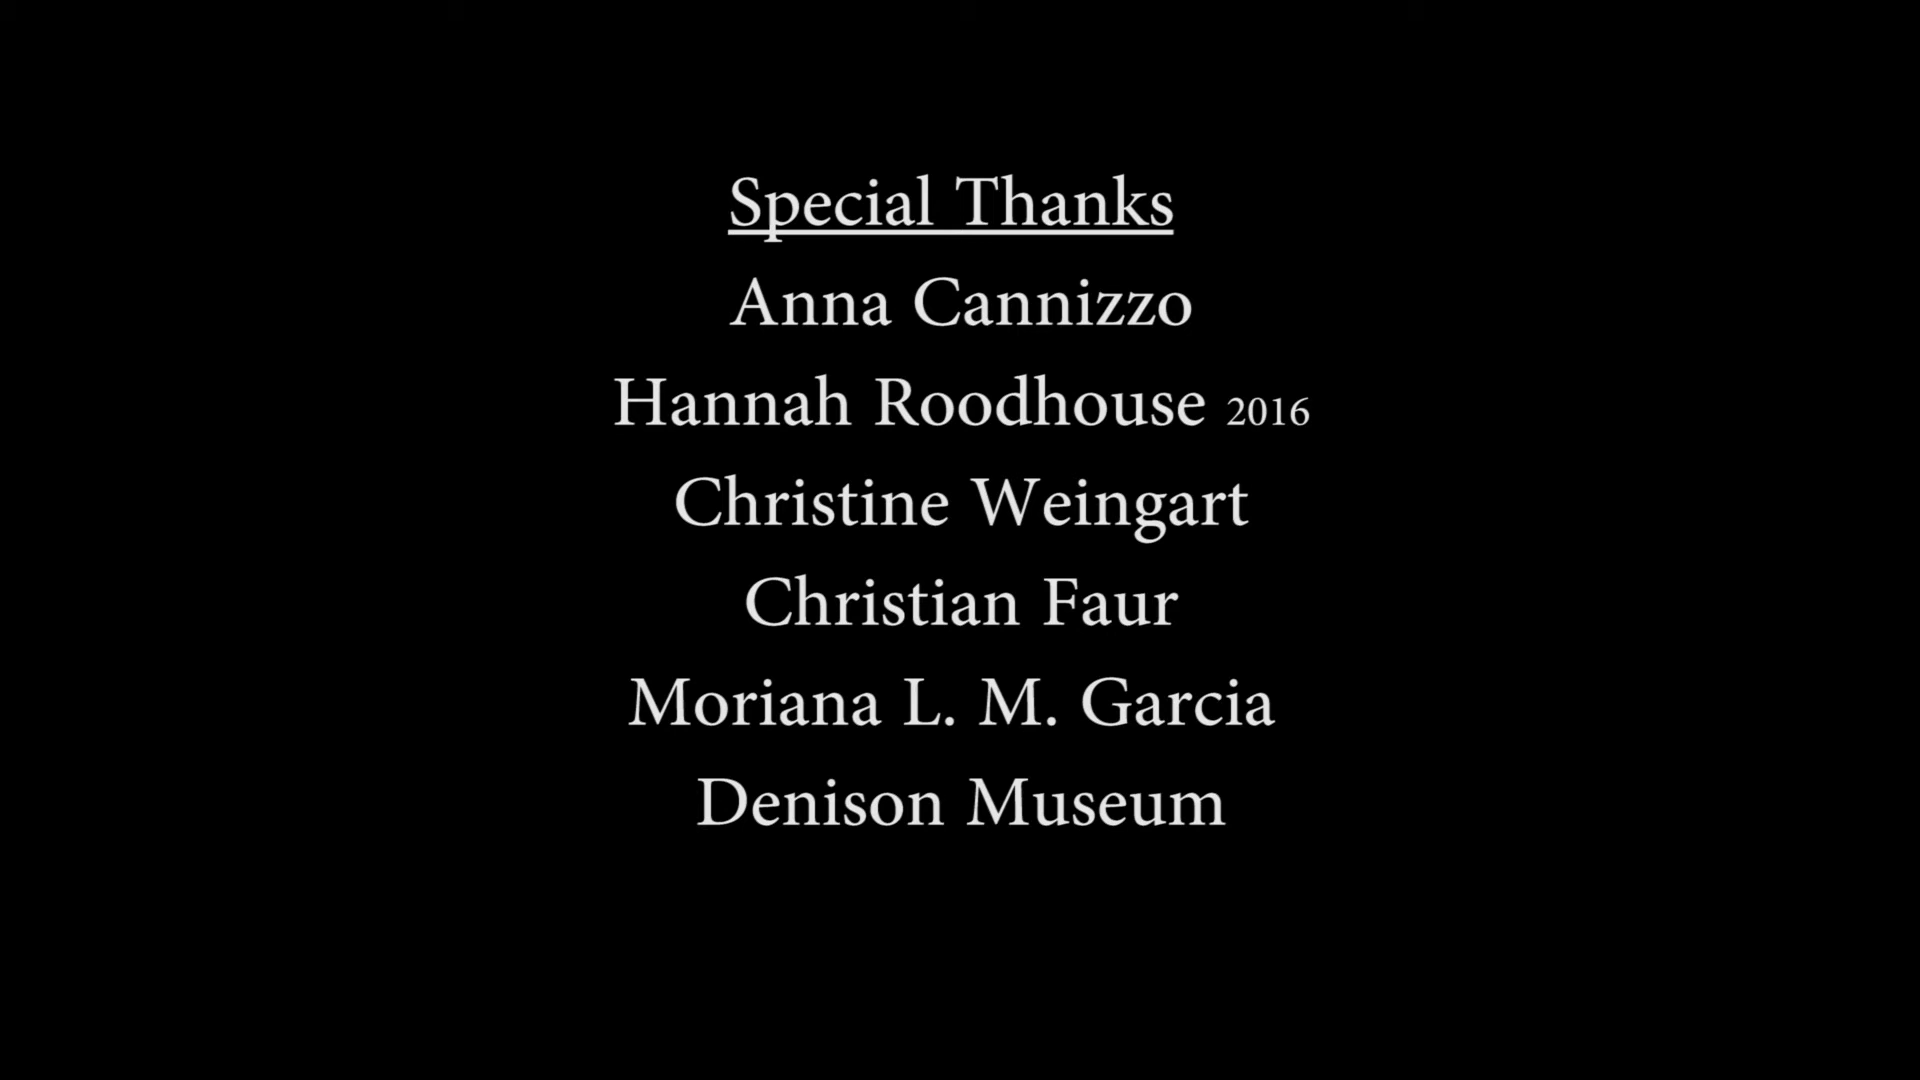 Special Thanks
Anna Cannizzo
Hannah Roodhouse 2016
Christine Weingart
Christian Faur
Moriana L. M. Garcia
Denison Museum